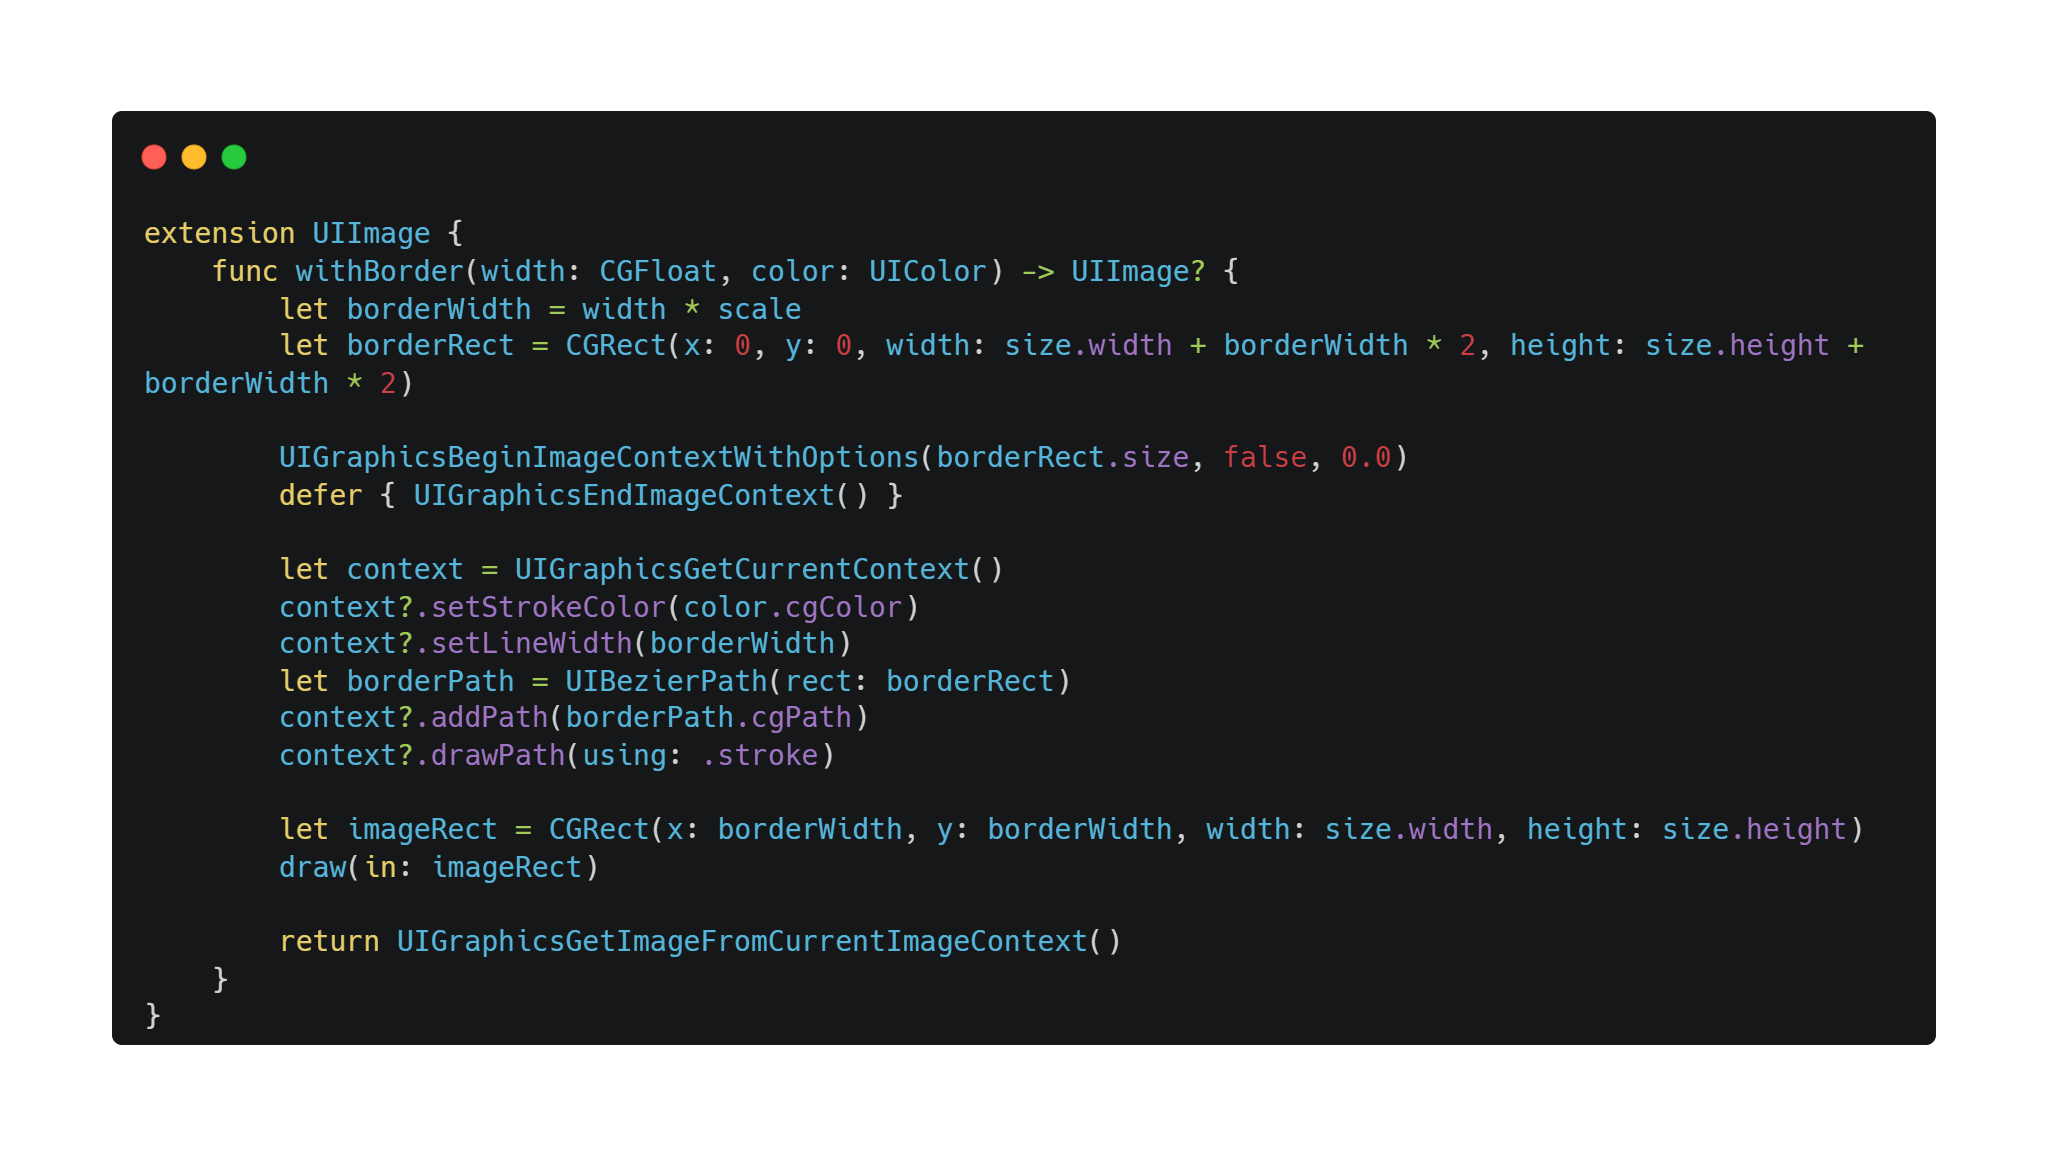 extension UIImage {
    func withBorder(width: CGFloat, color: UIColor) -> UIImage? {
        let borderWidth = width * scale
        let borderRect = CGRect(x: 0, y: 0, width: size.width + borderWidth * 2, height: size.height +
borderWidth * 2)

        UIGraphicsBeginImageContextWithOptions(borderRect.size, false, 0.0)
        defer { UIGraphicsEndImageContext() }

        let context = UIGraphicsGetCurrentContext()
        context?.setStrokeColor(color.cgColor)
        context?.setLineWidth(borderWidth)
        let borderPath = UIBezierPath(rect: borderRect)
        context?.addPath(borderPath.cgPath)
        context?.drawPath(using: .stroke)

        let imageRect = CGRect(x: borderWidth, y: borderWidth, width: size.width, height: size.height)
        draw(in: imageRect)

        return UIGraphicsGetImageFromCurrentImageContext()
    }
}